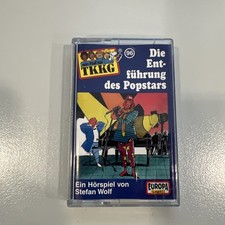 TKKG
96
Die
Ent-
führung
des Popstars
Ein Hörspiel von
Stefan Wolf
EUROPA